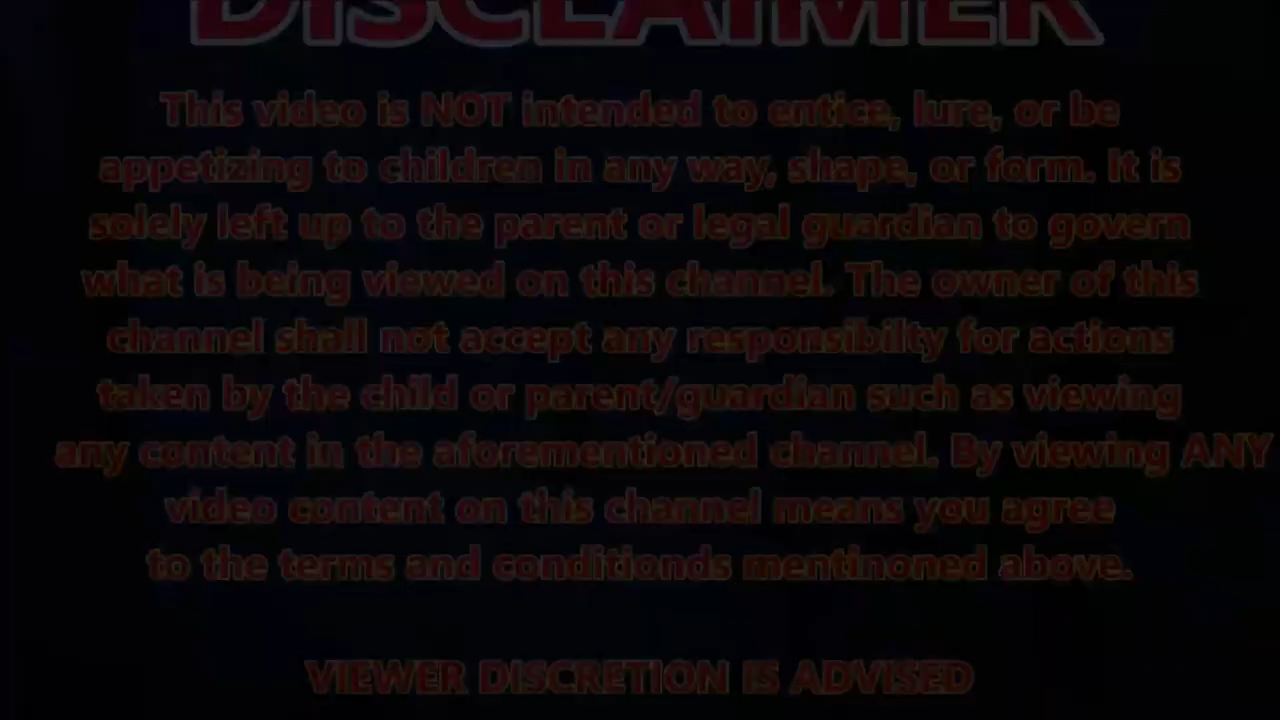 DISCLAIMER
This video is NOT intended to entice, lure, or be
appetizing to children in any way, shape, or form. It is
solely left up to the parent or legal guardian to govern
what is being viewed on this channel. The owner of this
channel shall not accept any responsibilty for actions
taken by the child or parent/guardian such as viewing
any content in the aforementioned channel. By viewing ANY
video content on this channel means you agree
to the terms and conditionds mentinoned above.
VIEWER DISCRETION IS ADVISED